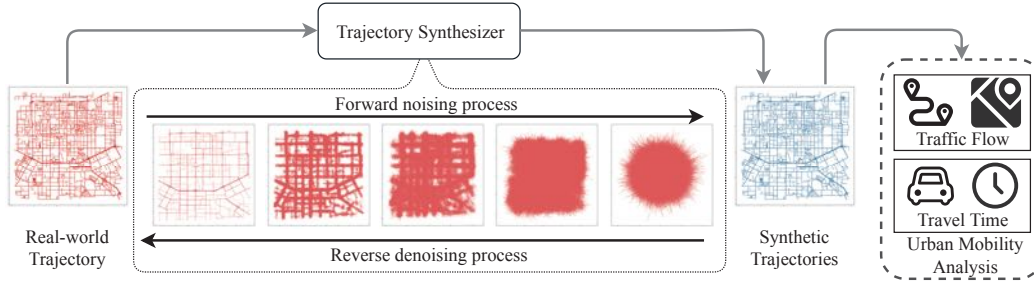 Trajectory Synthesizer
Forward noising process
Reverse denoising process
Real-world
Trajectory
Synthetic
Trajectories
Traffic Flow
Travel Time
Urban Mobility
Analysis